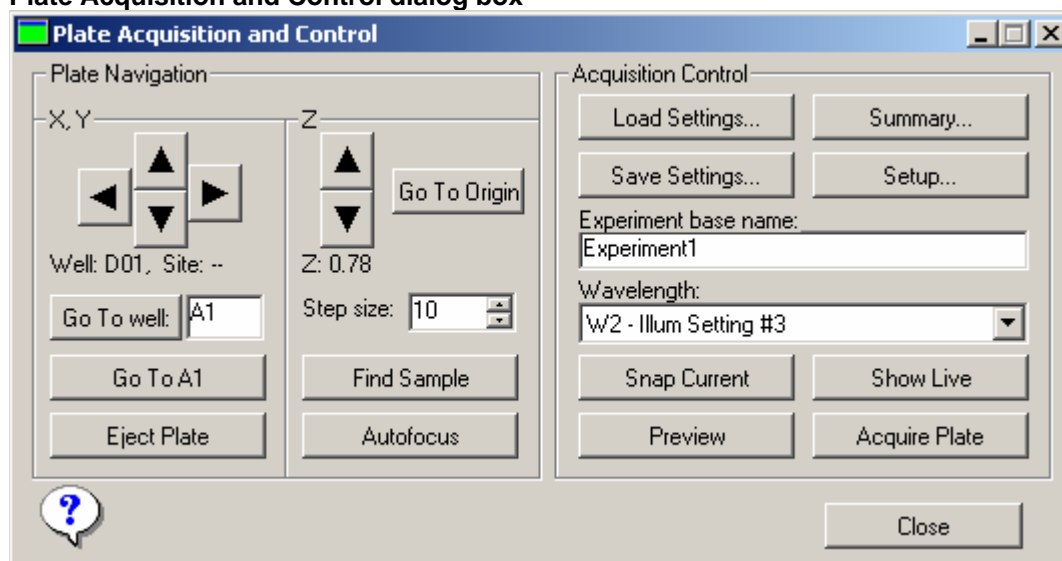 Plate Acquisition and Control dialog box
Plate Acquisition and Control
Plate Navigation
X, Y
Well: D01, Site: --
Go To well: A1
Go To A1
Eject Plate
Z
Go To Origin
Z: 0.78
Step size: 10
Find Sample
Autofocus
Acquisition Control
Load Settings... Summary...
Save Settings... Setup...
Experiment base name:
Experiment1
Wavelength:
W2 - Illum Setting #3
Snap Current Show Live
Preview Acquire Plate
?
Close